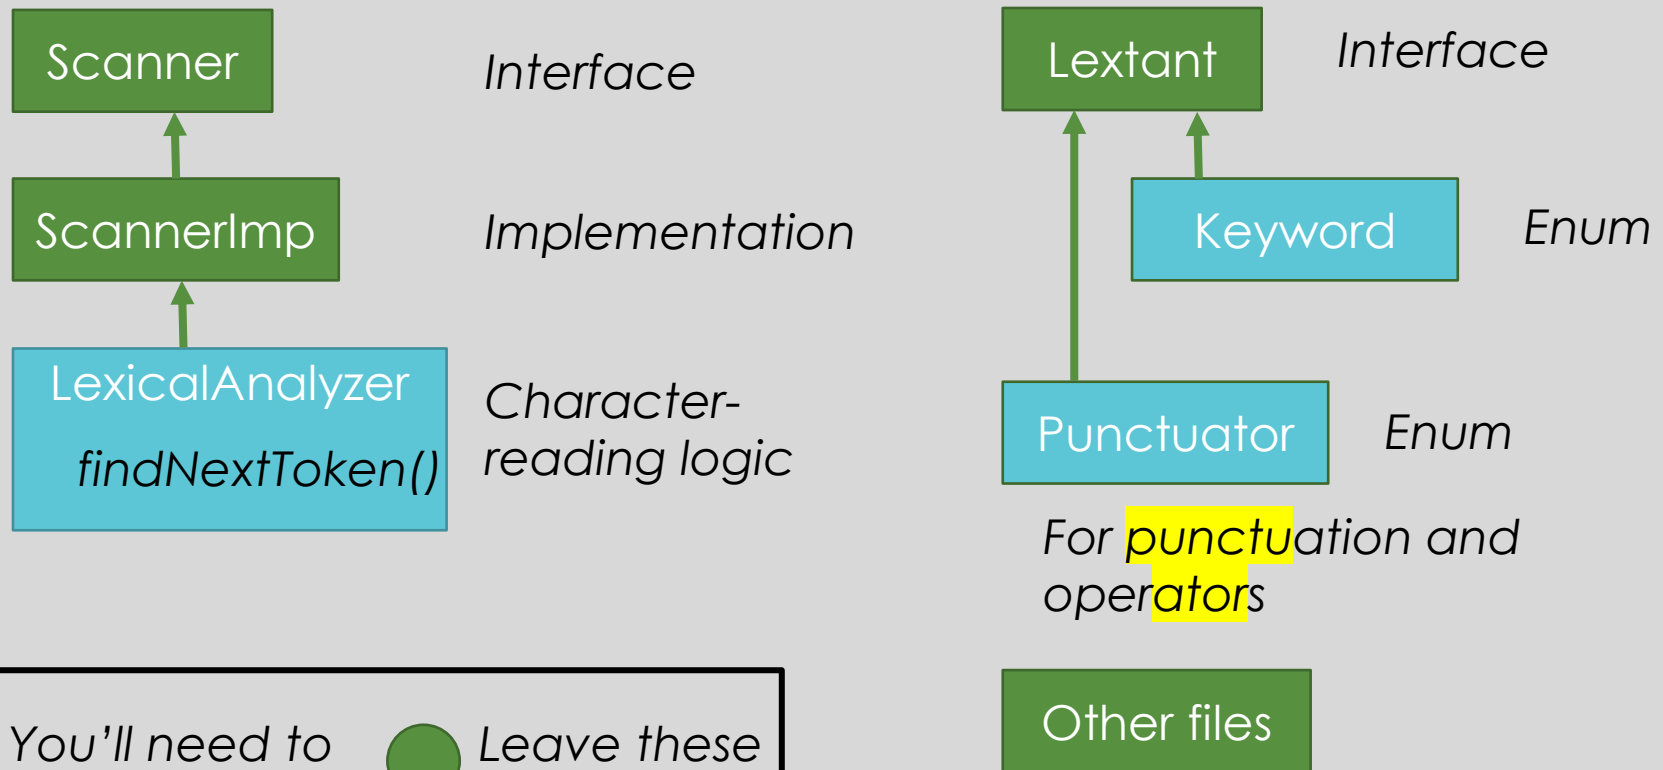 Scanner
Interface
ScannerImp
Implementation
LexicalAnalyzer
findNextToken()
Character-
reading logic
Lextant
Interface
Keyword
Enum
Punctuator
Enum
For punctuation and
operators
Other files
You'll need to
Leave these